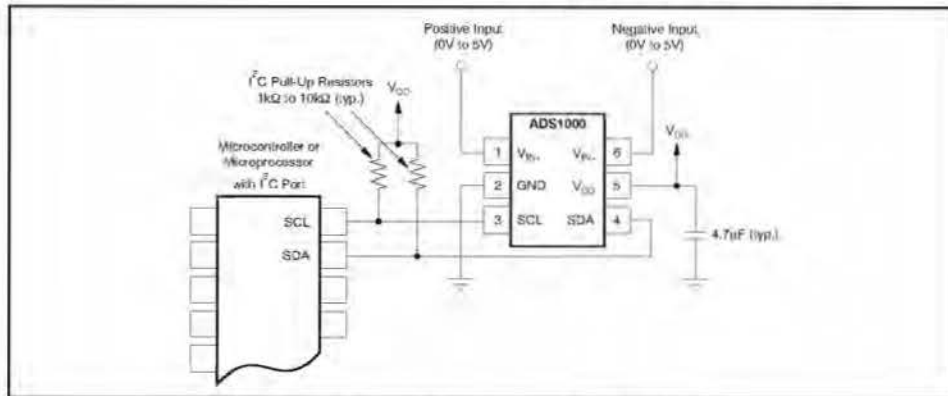 Positive Input
(0V to 5V)
Negative Input
(0V to 5V)
I²C Pull-Up Resistors
1kΩ to 10kΩ (typ.)
VDD
ADS1000
VDD
Microcontroller or
Microprocessor
with I²C Port
1 VIN+ VIN- 6
2 GND VDD 5
3 SCL SDA 4
SCL
SDA
4.7μF (typ.)